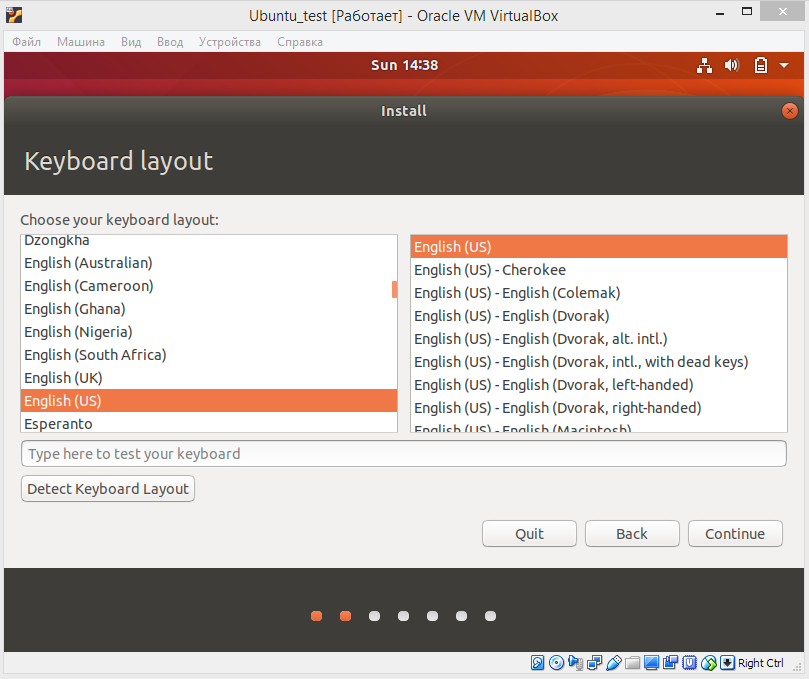 Ubuntu_test [Работает] - Oracle VM VirtualBox
Файл Машина Вид Ввод Устройства Справка
Sun 14:38
Install
Keyboard layout
Choose your keyboard layout:
Dzongkha
English (Australian)
English (Cameroon)
English (Ghana)
English (Nigeria)
English (South Africa)
English (UK)
English (US)
Esperanto
English (US)
English (US) - Cherokee
English (US) - English (Colemak)
English (US) - English (Dvorak)
English (US) - English (Dvorak, alt. intl.)
English (US) - English (Dvorak, intl., with dead keys)
English (US) - English (Dvorak, left-handed)
English (US) - English (Dvorak, right-handed)
English (US) - English (Macintosh)
Type here to test your keyboard
Detect Keyboard Layout
Quit Back Continue
Right Ctrl